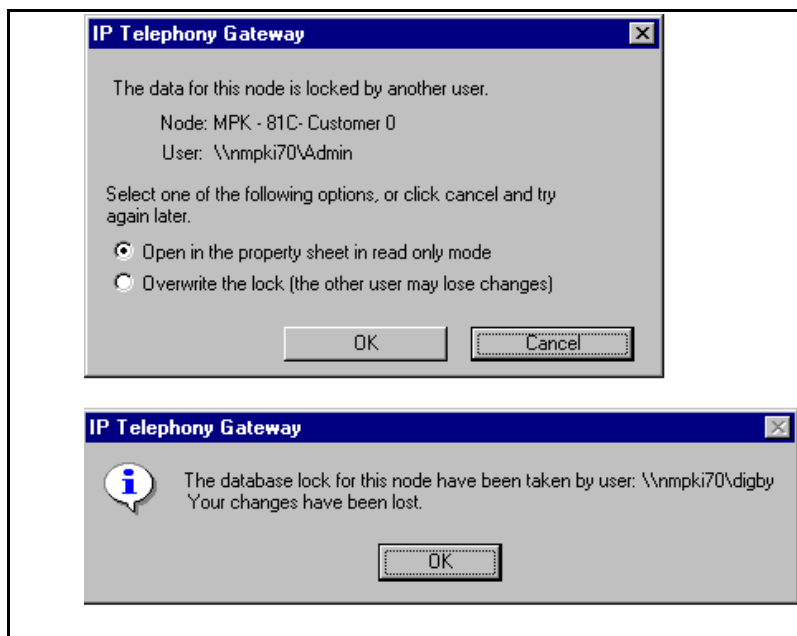 IP Telephony Gateway
The data for this node is locked by another user.
Node: MPK - 81C- Customer 0
User: \\nmpki70\Admin
Select one of the following options, or click cancel and try
again later.
Open in the property sheet in read only mode
Overwrite the lock (the other user may lose changes)
OK
Cancel
IP Telephony Gateway
The database lock for this node have been taken by user: \\nmpki70\digby
Your changes have been lost.
OK